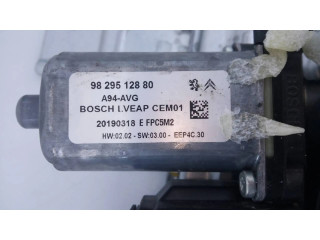 98 295 128 80
A94-AVG
BOSCH LVEAP CEM01
20190318 E FPC5M2
HW:02.02 - SW:03.00 - EEP4C.30